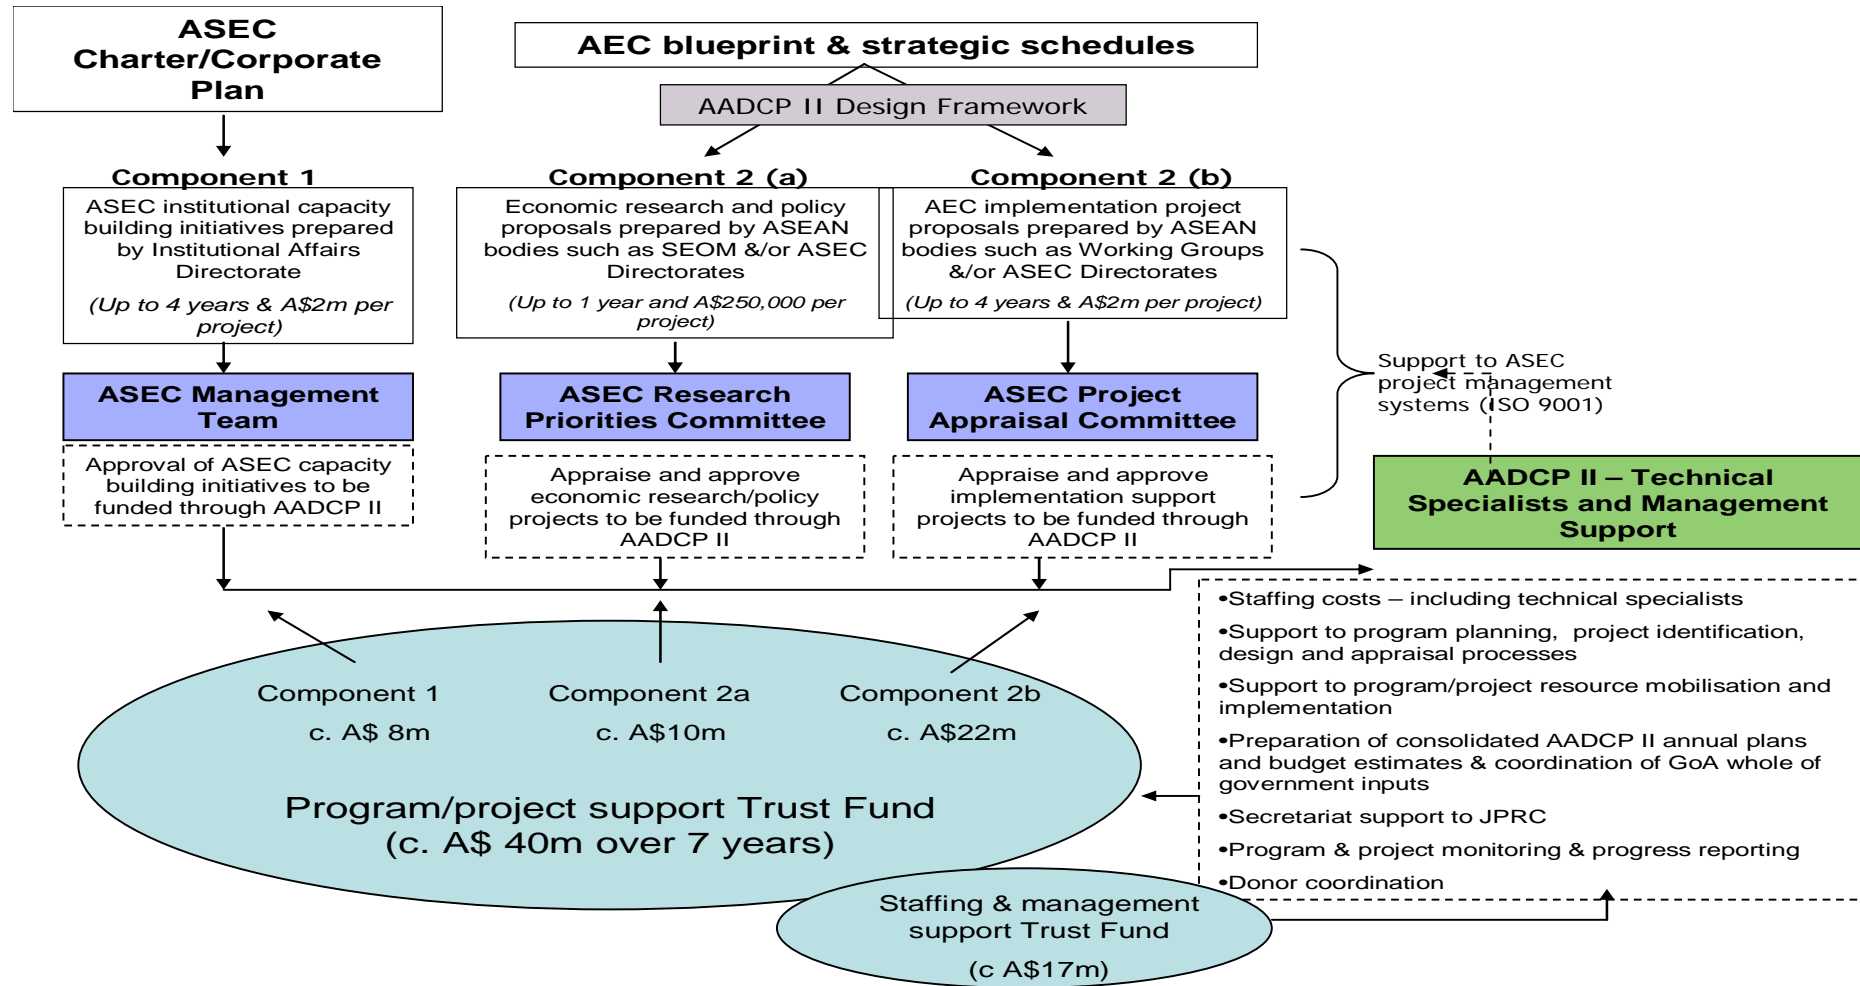 ASEC
Charter/Corporate
Plan
AEC blueprint & strategic schedules
AADCP II Design Framework
Component 1
ASEC institutional capacity
building initiatives prepared
by Institutional Affairs
Directorate
(Up to 4 years & A$2m per
project)
Component 2 (a)
Economic research and policy
proposals prepared by ASEAN
bodies such as SEOM &/or ASEC
Directorates
(Up to 1 year and A$250,000 per
project)
Component 2 (b)
AEC implementation project
proposals prepared by ASEAN
bodies such as Working Groups
&/or ASEC Directorates
(Up to 4 years & A$2m per project)
Support to ASEC
project management
systems (ISO 9001)
ASEC Management
Team
ASEC Research
Priorities Committee
ASEC Project
Appraisal Committee
Approval of ASEC capacity
building initiatives to be
funded through AADCP II
Appraise and approve
economic research/policy
projects to be funded through
AADCP II
Appraise and approve
implementation support
projects to be funded through
AADCP II
AADCP II – Technical
Specialists and Management
Support
•Staffing costs – including technical specialists
•Support to program planning, project identification,
design and appraisal processes
•Support to program/project resource mobilisation and
implementation
•Preparation of consolidated AADCP II annual plans
and budget estimates & coordination of GoA whole of
government inputs
•Secretariat support to JPRC
•Program & project monitoring & progress reporting
•Donor coordination
Component 1
c. A$ 8m
Component 2a
c. A$10m
Component 2b
c. A$22m
Program/project support Trust Fund
(c. A$ 40m over 7 years)
Staffing & management
support Trust Fund
(c A$17m)